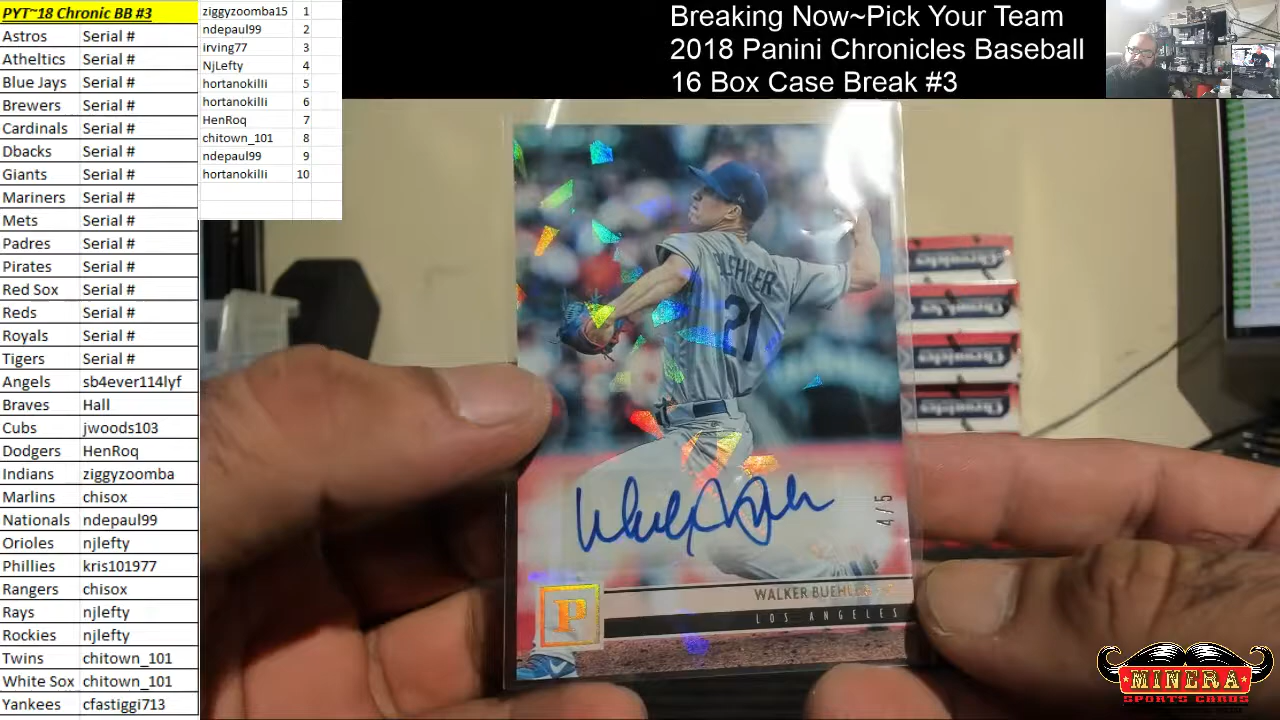 PYT~18 Chronic BB #3
Astros Serial #
Atheltics Serial #
Blue Jays Serial #
Brewers Serial #
Cardinals Serial #
Dbacks Serial #
Giants Serial #
Mariners Serial #
Mets Serial #
Padres Serial #
Pirates Serial #
Red Sox Serial #
Reds Serial #
Royals Serial #
Tigers Serial #
Angels sb4ever114lyf
Braves Hall
Cubs jwoods103
Dodgers HenRoq
Indians ziggyzoomba
Marlins chisox
Nationals ndepaul99
Orioles njlefty
Phillies kris101977
Rangers chisox
Rays njlefty
Rockies njlefty
Twins chitown_101
White Sox chitown_101
Yankees cfastiggi713
ziggyzoomba15 1
ndepaul99 2
irving77 3
NjLefty 4
hortanokilli 5
hortanokilli 6
HenRoq 7
chitown_101 8
ndepaul99 9
hortanokilli 10
Breaking Now~Pick Your Team
2018 Panini Chronicles Baseball
16 Box Case Break #3
21
4/5
P
WALKER BUEHLER
LOS ANGELES
Chronicles
Chronicles
Chronicles
Chronicles
MINERA
SPORTS CARDS